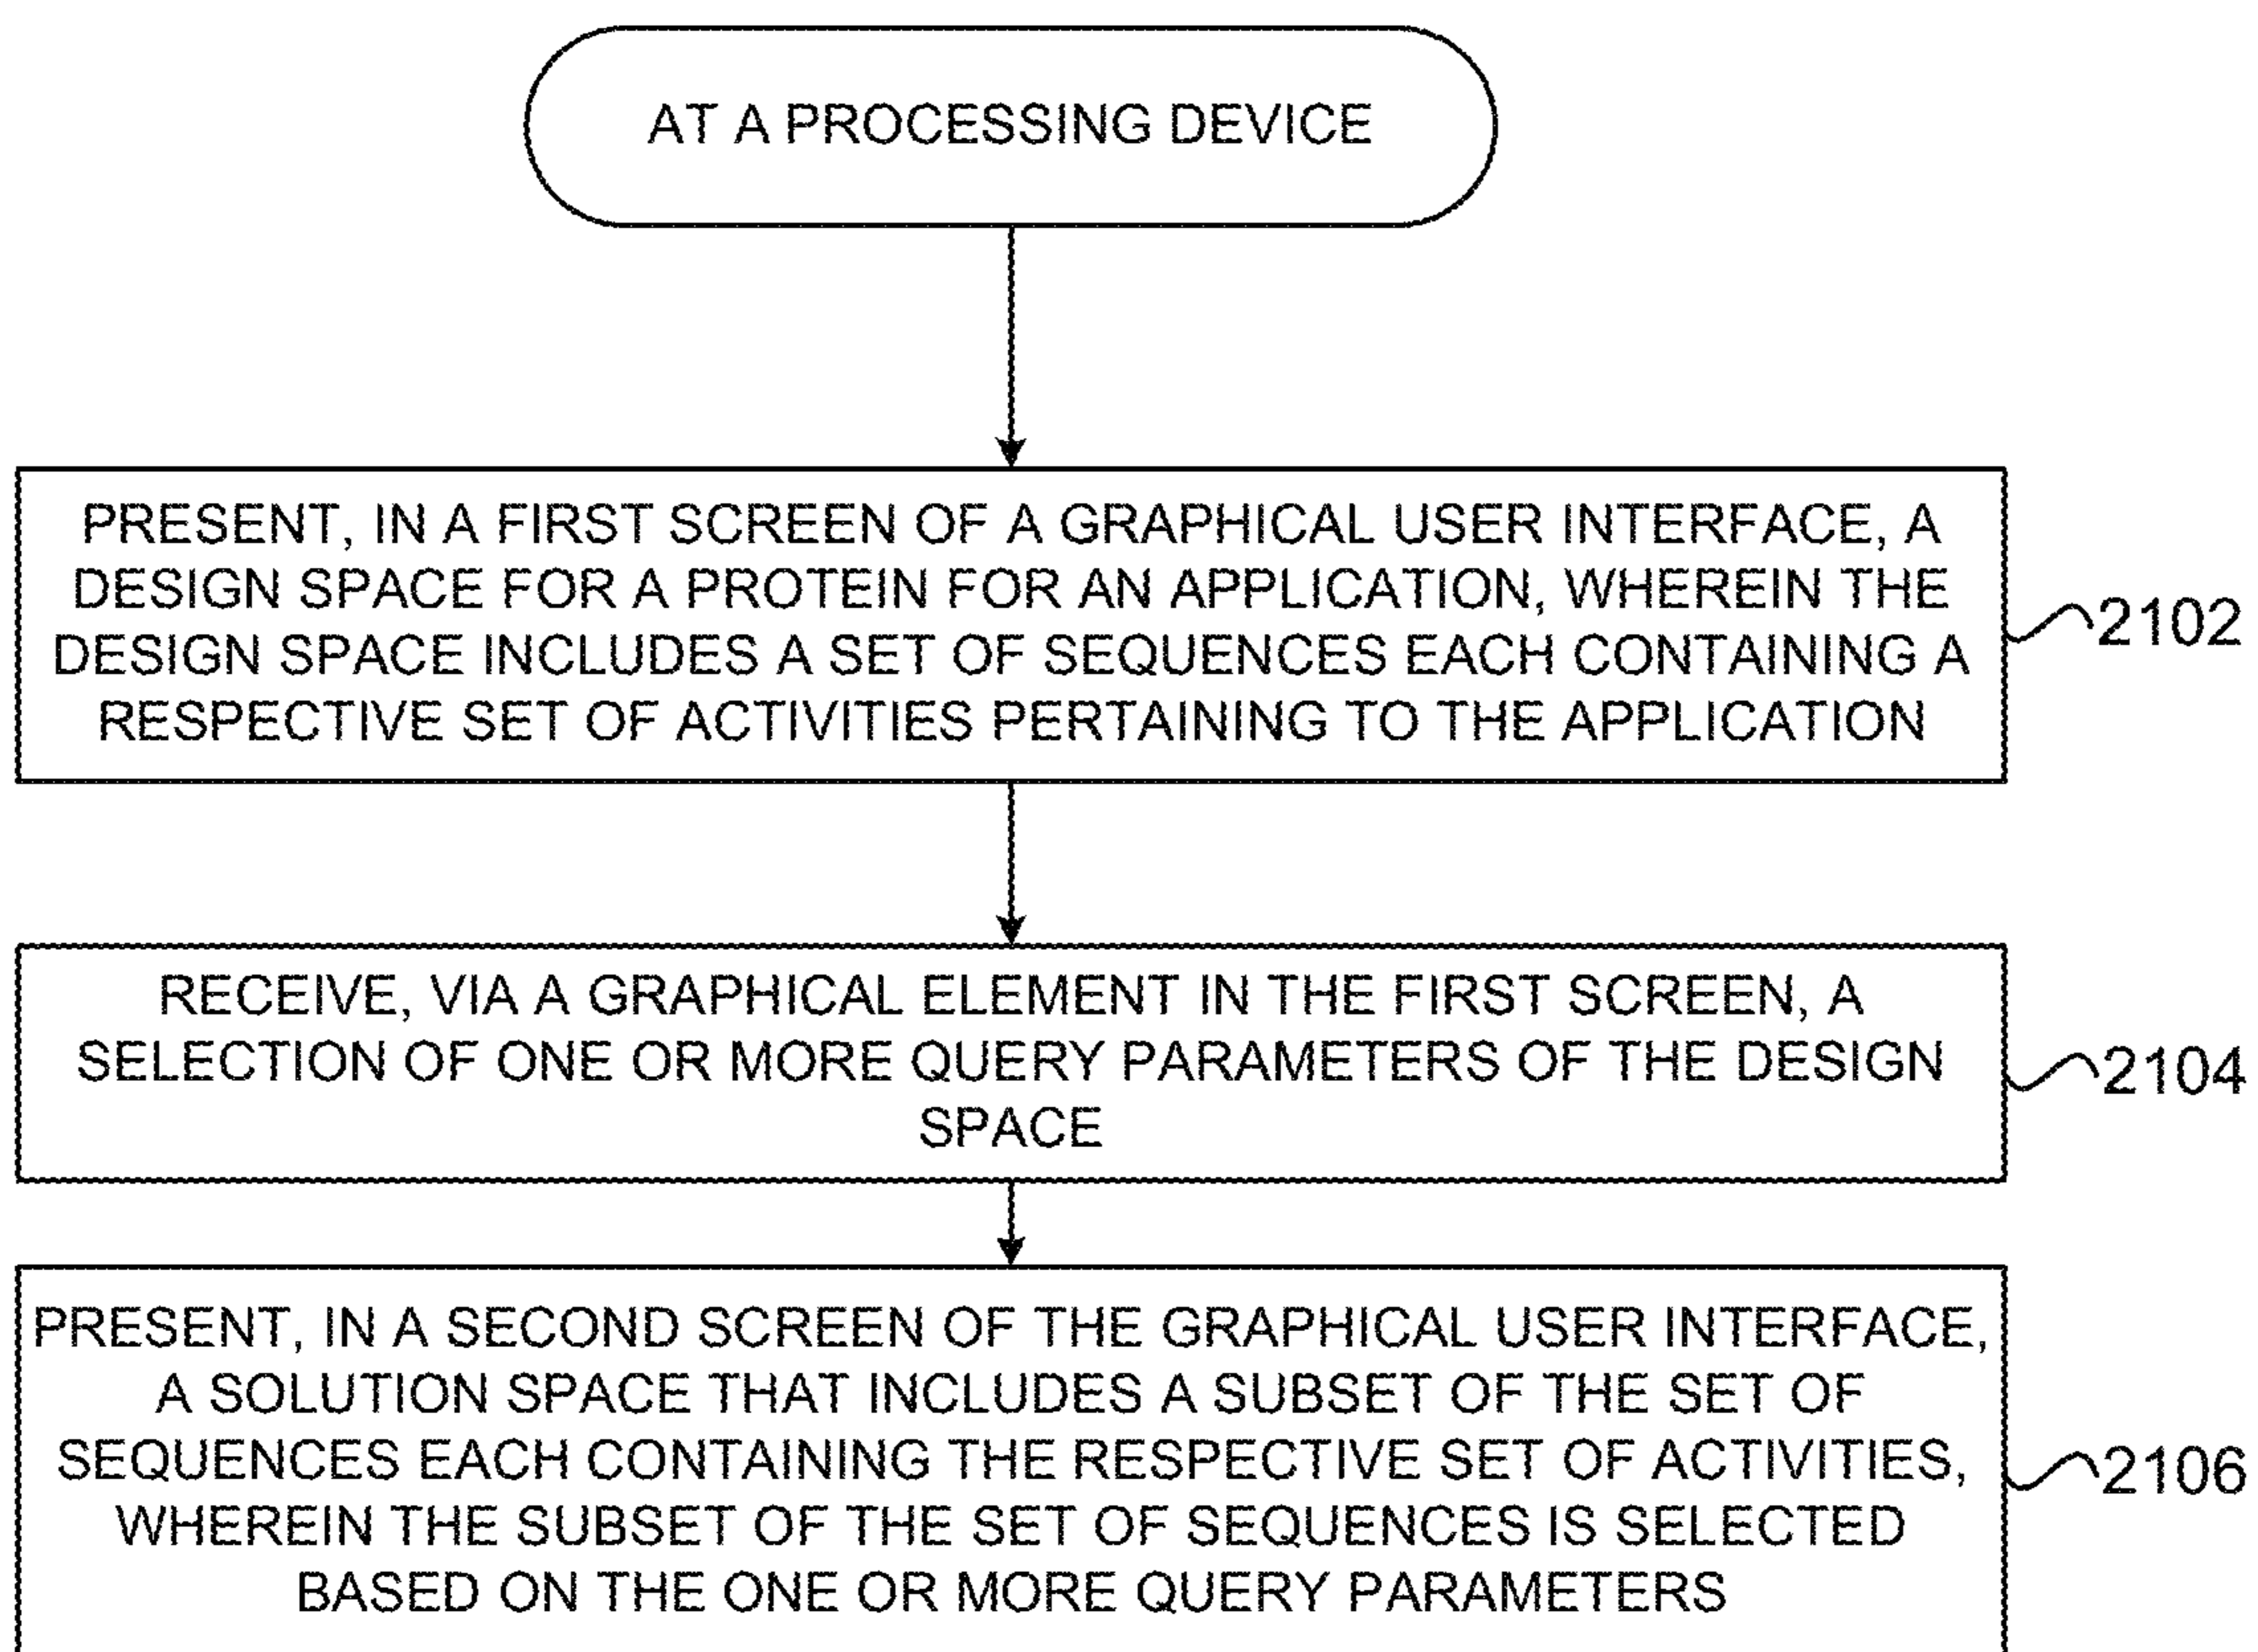 AT A PROCESSING DEVICE
PRESENT, IN A FIRST SCREEN OF A GRAPHICAL USER INTERFACE, A
DESIGN SPACE FOR A PROTEIN FOR AN APPLICATION, WHEREIN THE
DESIGN SPACE INCLUDES A SET OF SEQUENCES EACH CONTAINING A
RESPECTIVE SET OF ACTIVITIES PERTAINING TO THE APPLICATION
2102
RECEIVE, VIA A GRAPHICAL ELEMENT IN THE FIRST SCREEN, A
SELECTION OF ONE OR MORE QUERY PARAMETERS OF THE DESIGN
SPACE
2104
PRESENT, IN A SECOND SCREEN OF THE GRAPHICAL USER INTERFACE,
A SOLUTION SPACE THAT INCLUDES A SUBSET OF THE SET OF
SEQUENCES EACH CONTAINING THE RESPECTIVE SET OF ACTIVITIES,
WHEREIN THE SUBSET OF THE SET OF SEQUENCES IS SELECTED
BASED ON THE ONE OR MORE QUERY PARAMETERS
2106